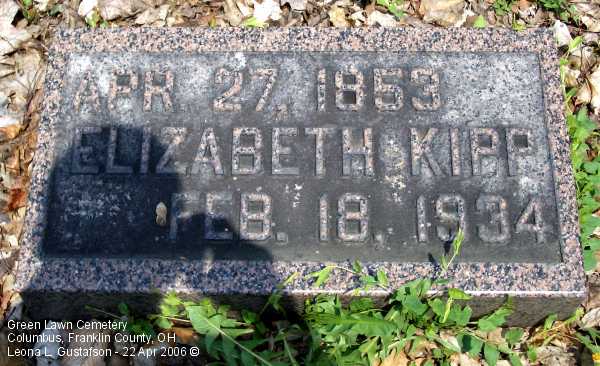 APR 27, 1853
ELIZABETH KIPP
FEB. 18, 1934
Green Lawn Cemetery
Columbus, Franklin County, OH
Leona L. Gustafson - 22 Apr 2006 ©